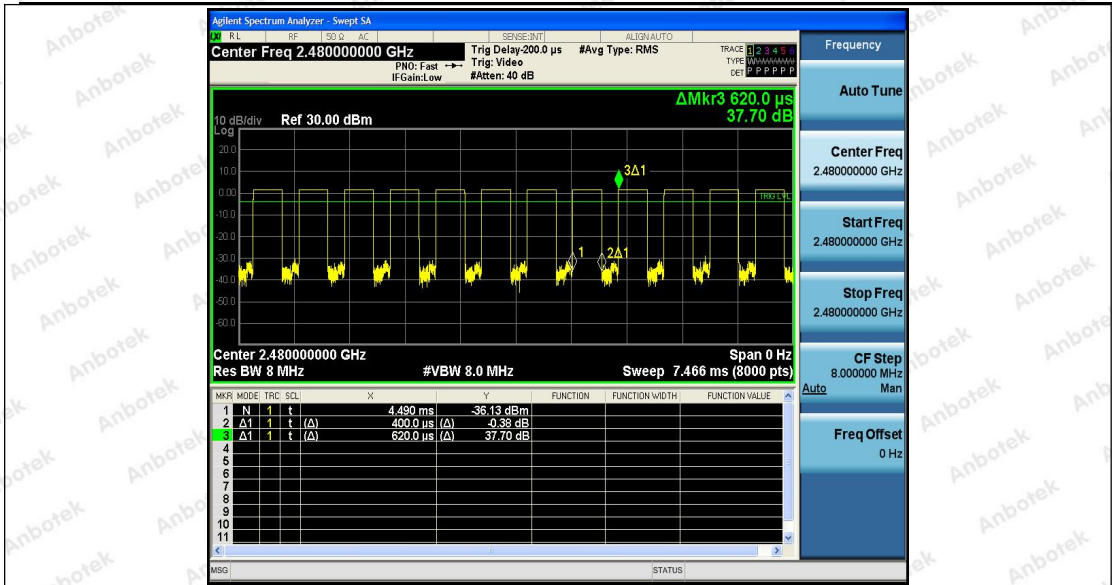 Agilent Spectrum Analyzer - Swept SA
LXI RL RF 50 Ω AC SENSE:INT ALIGNAUTO
Center Freq 2.480000000 GHz
PNO: Fast
IFGain:Low
Trig Delay-200.0 µs
Trig: Video
#Atten: 40 dB
#Avg Type: RMS
TRACE 1 2 3 4 5 6
TYPE W
DET P P P P P P
ΔMkr3 620.0 µs
37.70 dB
10 dB/div Ref 30.00 dBm
Log
20.0
10.0
0.00
-10.0
-20.0
-30.0
-40.0
-50.0
-60.0
3Δ1
TRIG LVL
1
2Δ1
Center 2.480000000 GHz Span 0 Hz
Res BW 8 MHz #VBW 8.0 MHz Sweep 7.466 ms (8000 pts)
MKR MODE TRC SCL X Y FUNCTION FUNCTION WIDTH FUNCTION VALUE
1 N 1 t 4.490 ms -36.13 dBm
2 Δ1 1 t (Δ) 400.0 µs (Δ) -0.38 dB
3 Δ1 1 t (Δ) 620.0 µs (Δ) 37.70 dB
4
5
6
7
8
9
10
11
MSG STATUS
Frequency
Auto Tune
Center Freq
2.480000000 GHz
Start Freq
2.480000000 GHz
Stop Freq
2.480000000 GHz
CF Step
8.000000 MHz
Auto Man
Freq Offset
0 Hz
Anbotek